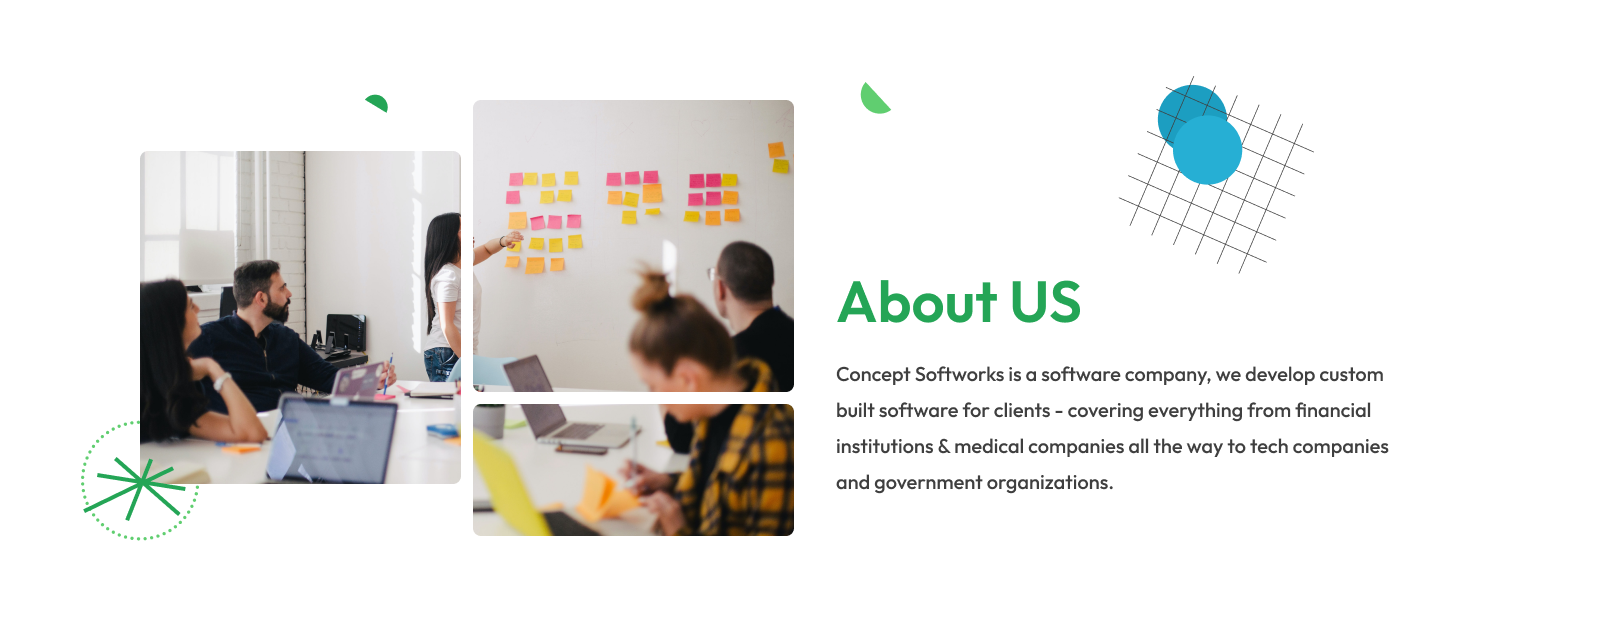 About US
Concept Softworks is a software company, we develop custom
built software for clients - covering everything from financial
institutions & medical companies all the way to tech companies
and government organizations.